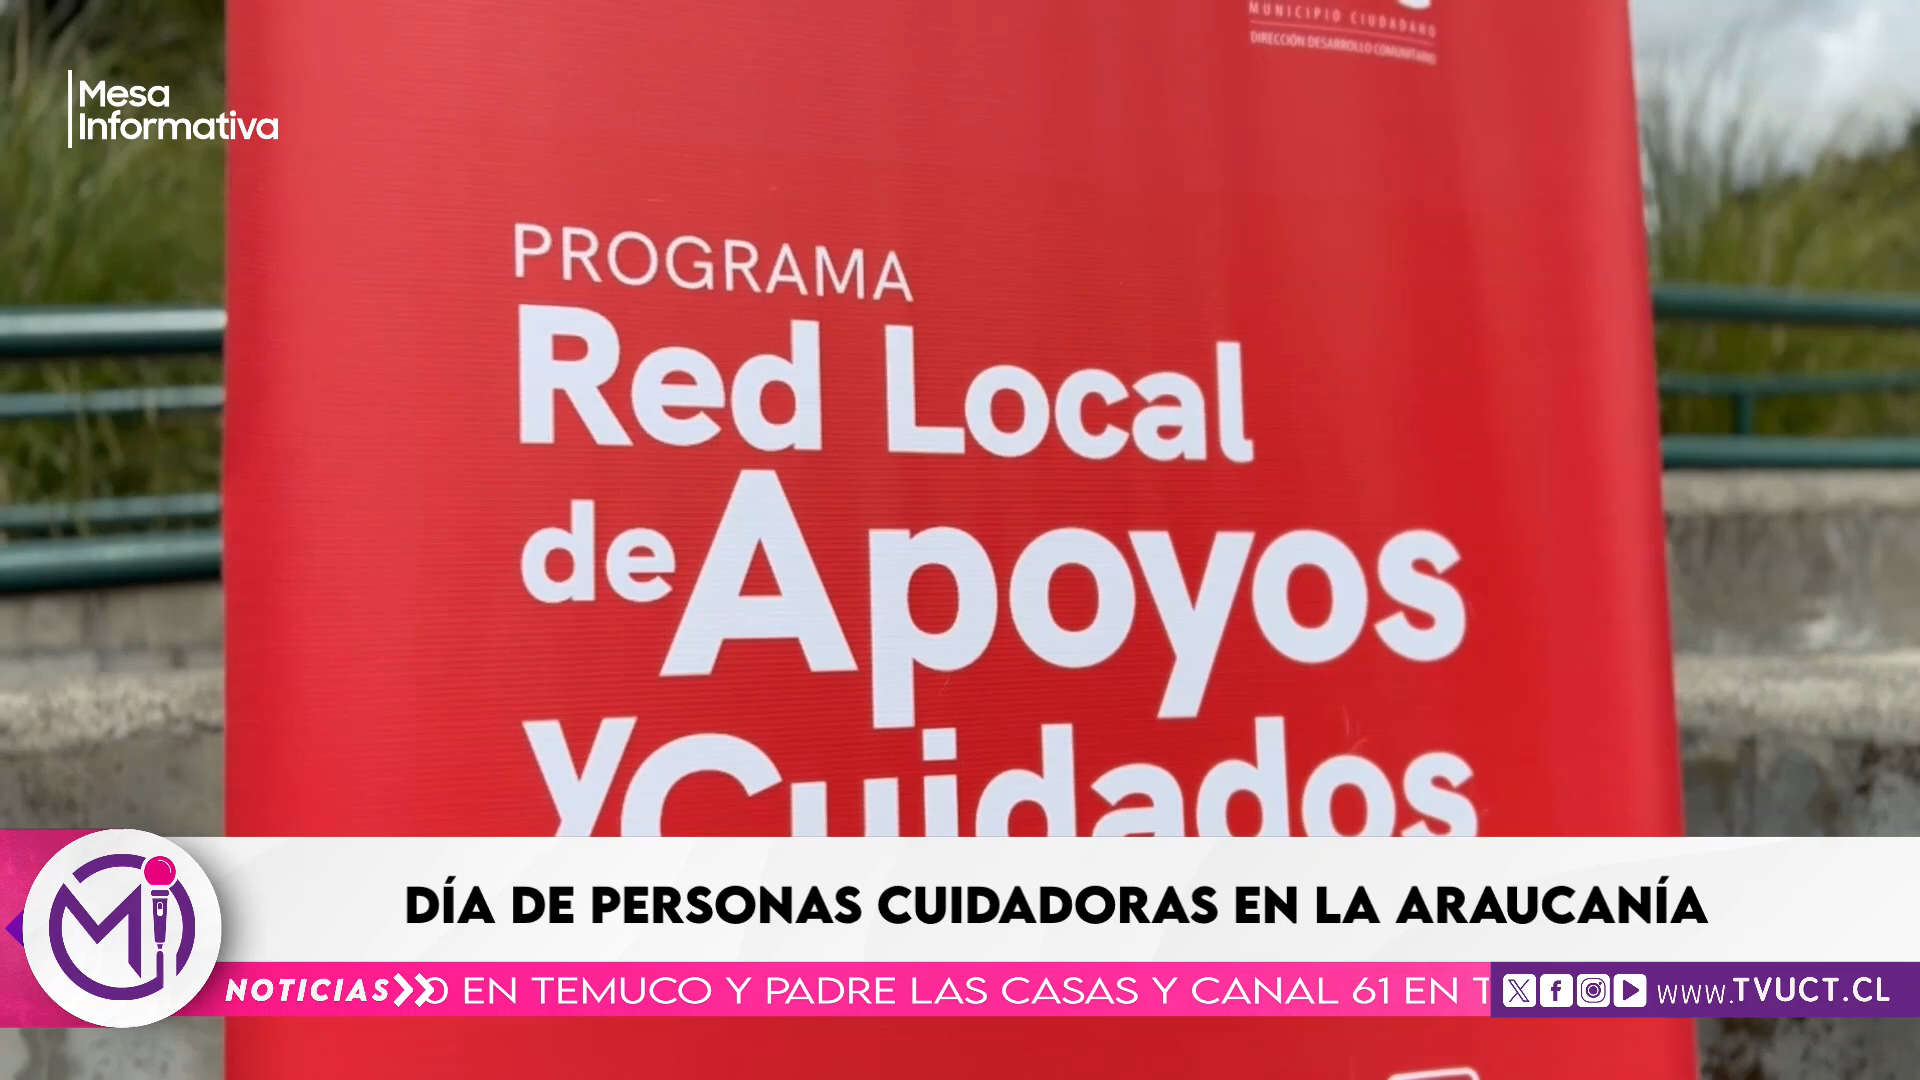 MUNICIPIO CIUDADANO
DIRECCIÓN DESARROLLO COMUNITARIO
Mesa
Informativa
PROGRAMA
Red Local
de Apoyos
y Cuidados
DÍA DE PERSONAS CUIDADORAS EN LA ARAUCANÍA
NOTICIAS
O EN TEMUCO Y PADRE LAS CASAS Y CANAL 61 EN T
WWW.TVUCT.CL